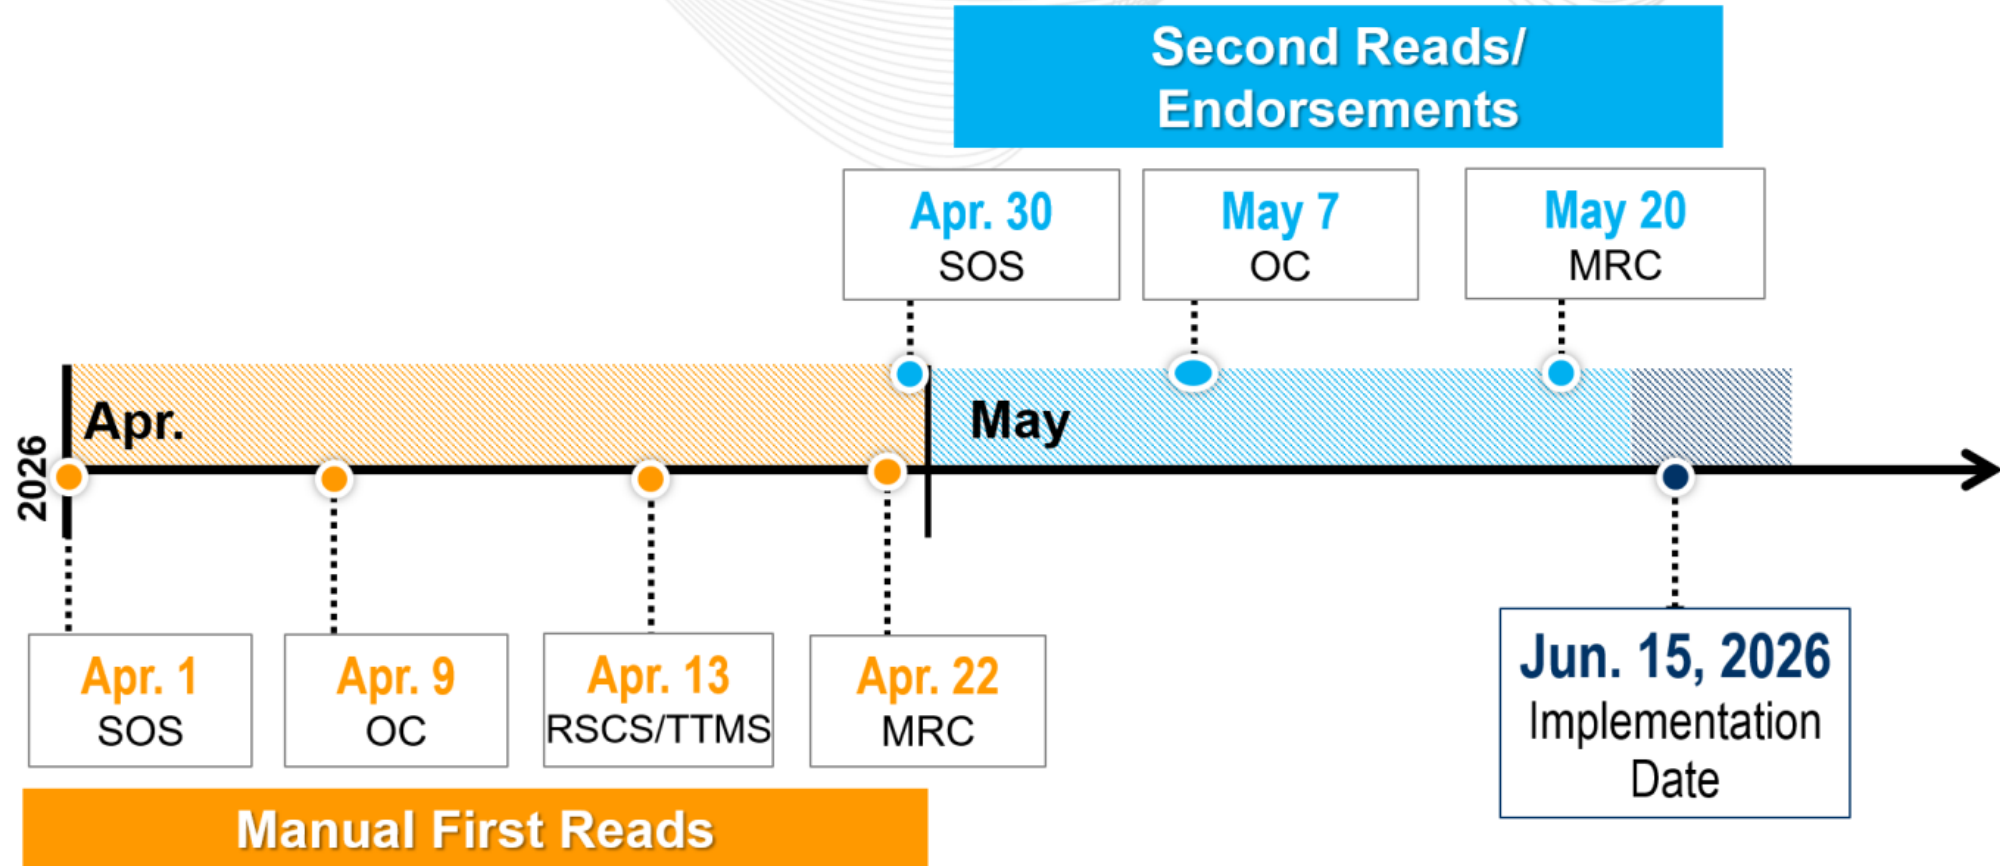 Second Reads/
Endorsements
Apr. 30
SOS
May 7
OC
May 20
MRC
2026
Apr.
May
Apr. 1
SOS
Apr. 9
OC
Apr. 13
RSCS/TTMS
Apr. 22
MRC
Jun. 15, 2026
Implementation
Date
Manual First Reads